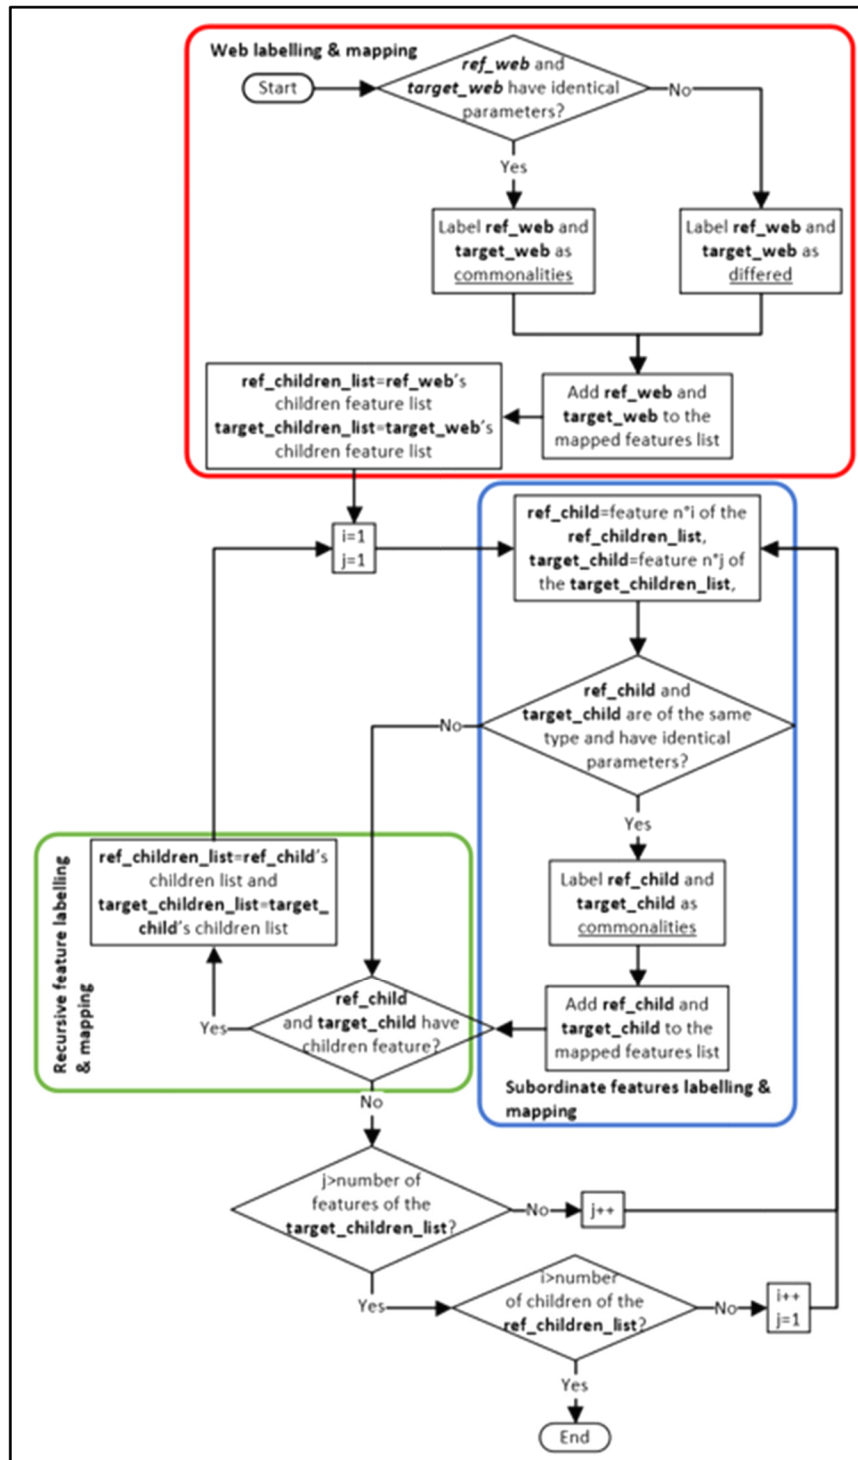 Web labelling & mapping
Start
ref_web and
target_web have identical
parameters?
No
Yes
Label ref_web and
target_web as
commonalities
Label ref_web and
target_web as
differed
ref_children_list=ref_web's
children feature list
target_children_list=target_web's
children feature list
Add ref_web and
target_web to the
mapped features list
i=1
j=1
ref_child=feature n°i of the
ref_children_list,
target_child=feature n°j of
the target_children_list,
ref_child and
target_child are of the same
type and have identical
parameters?
No
Yes
Recursive feature labelling
& mapping
ref_children_list=ref_child's
children list and
target_children_list=target_
child's children list
Label ref_child and
target_child as
commonalities
ref_child
and target_child have
children feature?
Yes
Add ref_child and
target_child to the
mapped features list
Subordinate features labelling &
mapping
No
j>number of
features of the
target_children_list?
No
j++
Yes
i>number
of children of the
ref_children_list?
No
i++
j=1
Yes
End